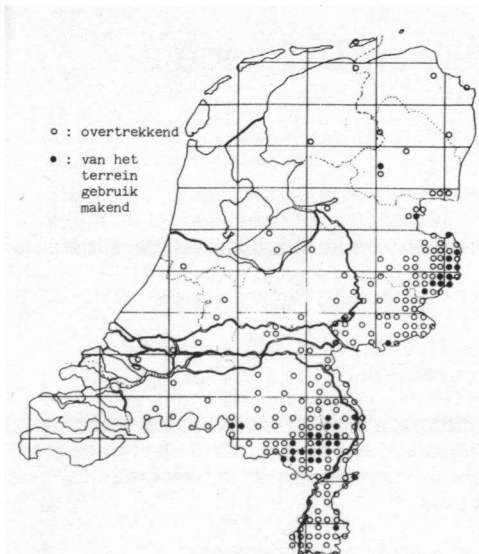 o : overtrekkend
• : van het
terrein
gebruik
makend